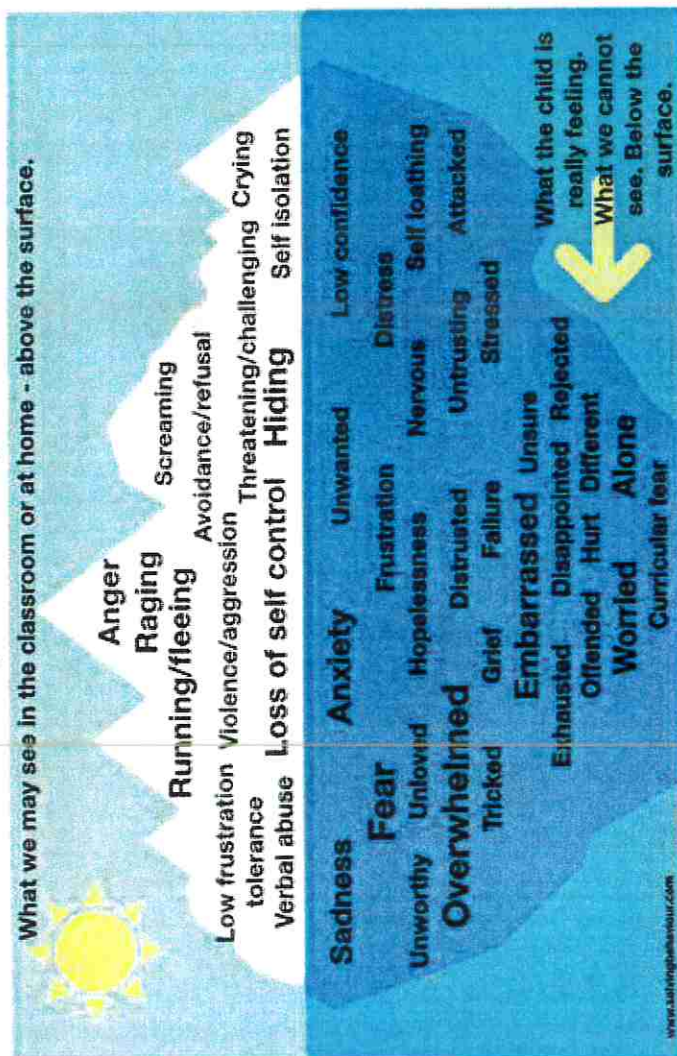 What we may see in the classroom or at home - above the surface.
Anger
Raging
Screaming
Running/fleeing
Avoidance/refusal
Low frustration tolerance
Violence/aggression
Threatening/challenging
Crying
Verbal abuse
Loss of self control
Hiding
Self isolation
Sadness
Anxiety
Unwanted
Low confidence
Fear
Frustration
Distress
Unworthy
Unloved
Hopelessness
Nervous
Self loathing
Overwhelmed
Distrusted
Untrusting
Attacked
Tricked
Grief
Failure
Stressed
Embarrassed
Unsure
Exhausted
Disappointed
Rejected
Offended
Hurt
Different
Worried
Alone
Curricular fear
What the child is
really feeling.
What we cannot
see. Below the
surface.
www.solvingbehaviour.com